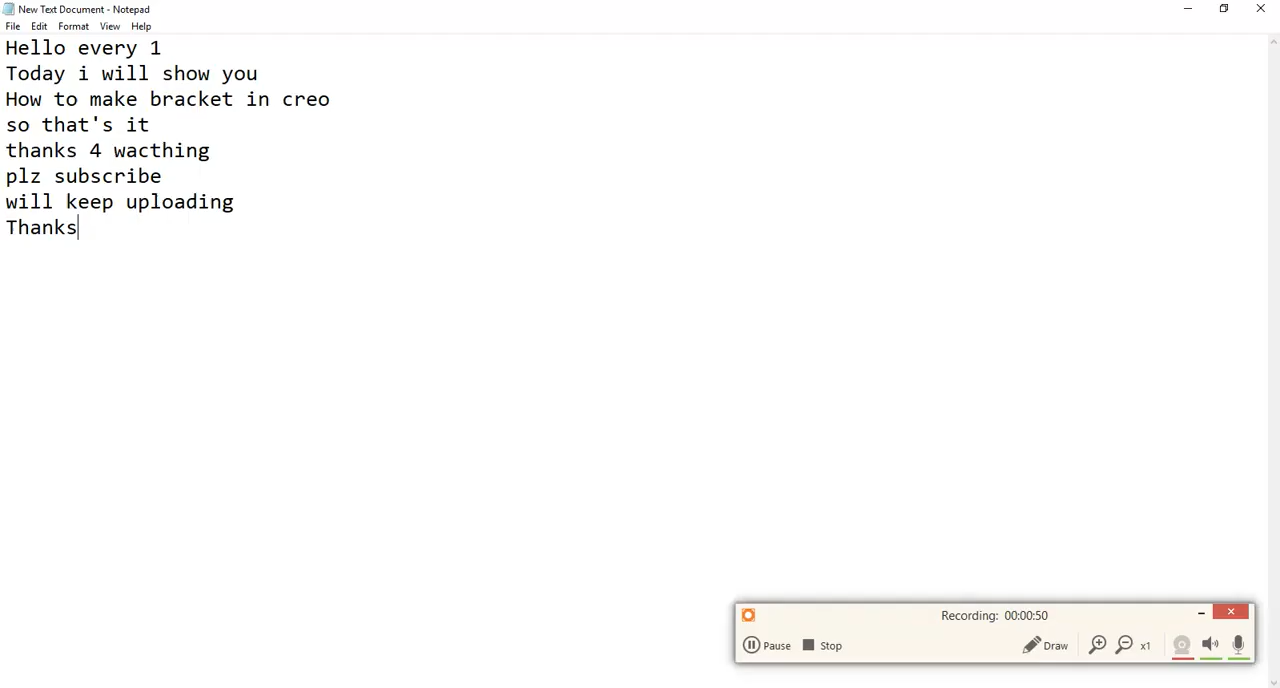 New Text Document - Notepad
File Edit Format View Help
Hello every 1
Today i will show you
How to make bracket in creo
so that's it
thanks 4 wacthing
plz subscribe
will keep uploading
Thanks
Recording: 00:00:50
Pause Stop Draw x1